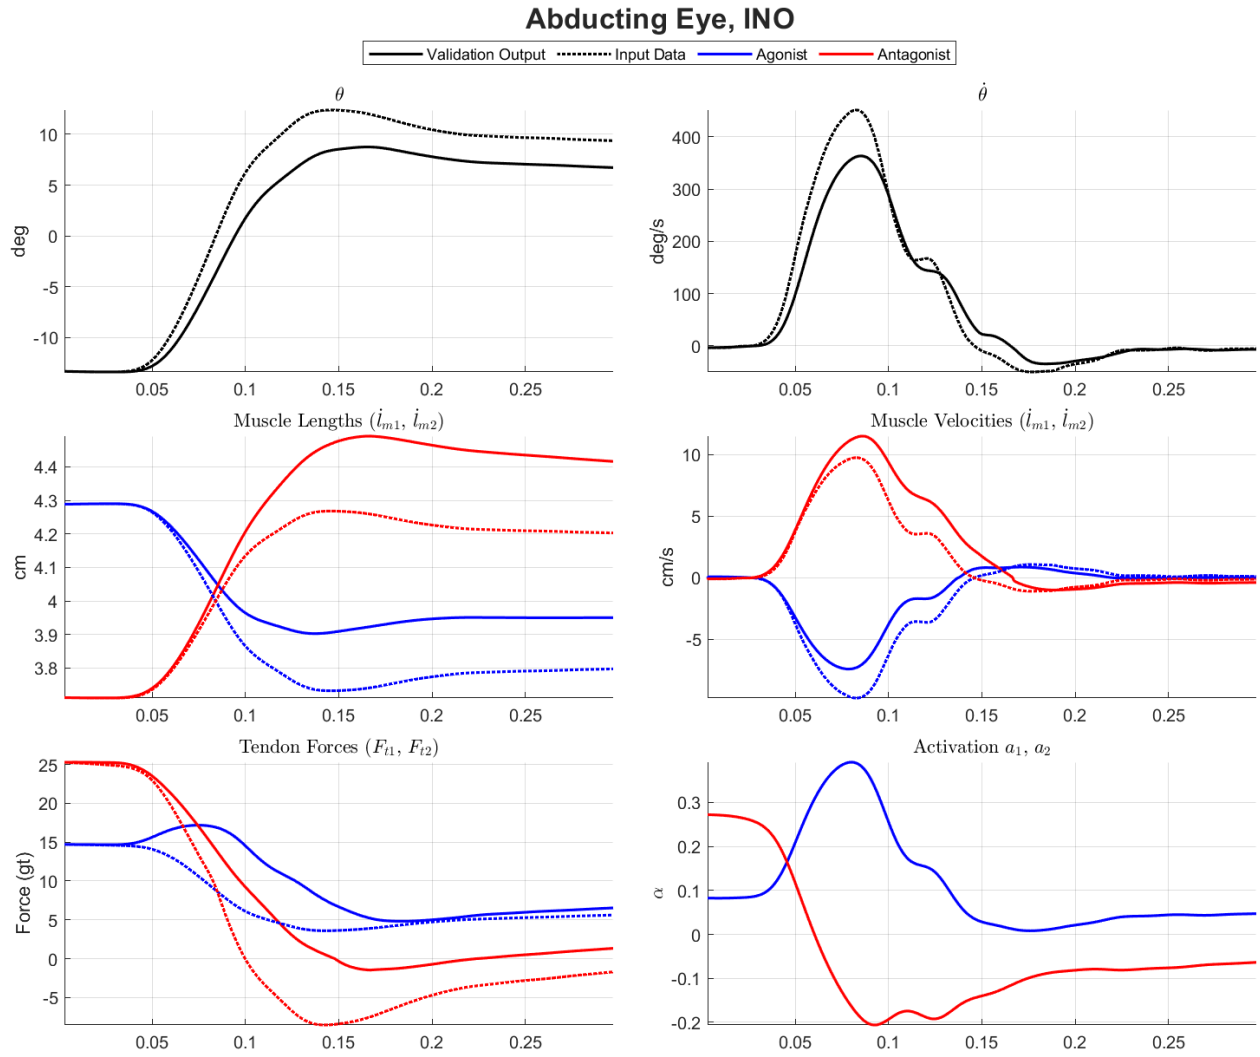 Abducting Eye, INO
Validation Output Input Data Agonist Antagonist
θ
deg
10
5
0
-5
-10
0.05 0.1 0.15 0.2 0.25
θ̇
deg/s
400
300
200
100
0
0.05 0.1 0.15 0.2 0.25
Muscle Lengths (l̇m1, l̇m2)
cm
4.4
4.3
4.2
4.1
4
3.9
3.8
0.05 0.1 0.15 0.2 0.25
Muscle Velocities (l̇m1, l̇m2)
cm/s
10
5
0
-5
0.05 0.1 0.15 0.2 0.25
Tendon Forces (Ft1, Ft2)
Force (gt)
25
20
15
10
5
0
-5
0.05 0.1 0.15 0.2 0.25
Activation a1, a2
α
0.3
0.2
0.1
0
-0.1
-0.2
0.05 0.1 0.15 0.2 0.25